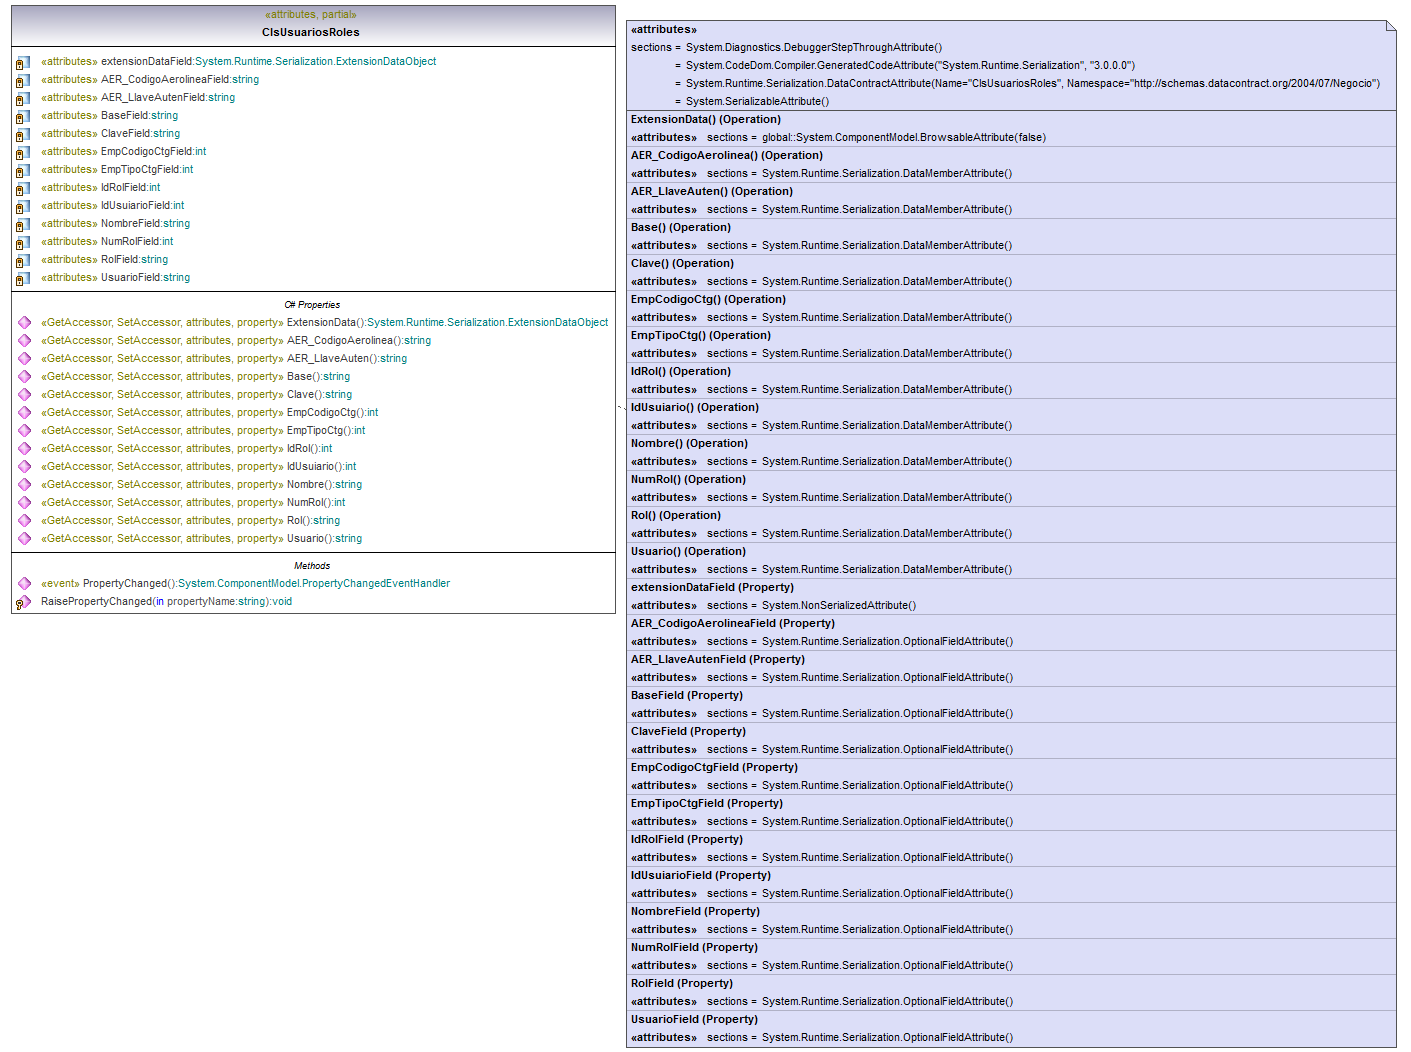 «attributes, partial»
ClsUsuariosRoles
«attributes» extensionDataField:System.Runtime.Serialization.ExtensionDataObject
«attributes» AER_CodigoAerolineaField:string
«attributes» AER_LlaveAutenField:string
«attributes» BaseField:string
«attributes» ClaveField:string
«attributes» EmpCodigoCtgField:int
«attributes» EmpTipoCtgField:int
«attributes» IdRolField:int
«attributes» IdUsuiarioField:int
«attributes» NombreField:string
«attributes» NumRolField:int
«attributes» RolField:string
«attributes» UsuarioField:string
C# Properties
«GetAccessor, SetAccessor, attributes, property» ExtensionData():System.Runtime.Serialization.ExtensionDataObject
«GetAccessor, SetAccessor, attributes, property» AER_CodigoAerolinea():string
«GetAccessor, SetAccessor, attributes, property» AER_LlaveAuten():string
«GetAccessor, SetAccessor, attributes, property» Base():string
«GetAccessor, SetAccessor, attributes, property» Clave():string
«GetAccessor, SetAccessor, attributes, property» EmpCodigoCtg():int
«GetAccessor, SetAccessor, attributes, property» EmpTipoCtg():int
«GetAccessor, SetAccessor, attributes, property» IdRol():int
«GetAccessor, SetAccessor, attributes, property» IdUsuiario():int
«GetAccessor, SetAccessor, attributes, property» Nombre():string
«GetAccessor, SetAccessor, attributes, property» NumRol():int
«GetAccessor, SetAccessor, attributes, property» Rol():string
«GetAccessor, SetAccessor, attributes, property» Usuario():string
Methods
«event» PropertyChanged():System.ComponentModel.PropertyChangedEventHandler
RaisePropertyChanged(in propertyName:string):void
«attributes»
sections = System.Diagnostics.DebuggerStepThroughAttribute()
= System.CodeDom.Compiler.GeneratedCodeAttribute("System.Runtime.Serialization", "3.0.0.0")
= System.Runtime.Serialization.DataContractAttribute(Name="ClsUsuariosRoles", Namespace="http://schemas.datacontract.org/2004/07/Negocio")
= System.SerializableAttribute()
ExtensionData() (Operation)
«attributes» sections = global::System.ComponentModel.BrowsableAttribute(false)
AER_CodigoAerolinea() (Operation)
«attributes» sections = System.Runtime.Serialization.DataMemberAttribute()
AER_LlaveAuten() (Operation)
«attributes» sections = System.Runtime.Serialization.DataMemberAttribute()
Base() (Operation)
«attributes» sections = System.Runtime.Serialization.DataMemberAttribute()
Clave() (Operation)
«attributes» sections = System.Runtime.Serialization.DataMemberAttribute()
EmpCodigoCtg() (Operation)
«attributes» sections = System.Runtime.Serialization.DataMemberAttribute()
EmpTipoCtg() (Operation)
«attributes» sections = System.Runtime.Serialization.DataMemberAttribute()
IdRol() (Operation)
«attributes» sections = System.Runtime.Serialization.DataMemberAttribute()
IdUsuiario() (Operation)
«attributes» sections = System.Runtime.Serialization.DataMemberAttribute()
Nombre() (Operation)
«attributes» sections = System.Runtime.Serialization.DataMemberAttribute()
NumRol() (Operation)
«attributes» sections = System.Runtime.Serialization.DataMemberAttribute()
Rol() (Operation)
«attributes» sections = System.Runtime.Serialization.DataMemberAttribute()
Usuario() (Operation)
«attributes» sections = System.Runtime.Serialization.DataMemberAttribute()
extensionDataField (Property)
«attributes» sections = System.NonSerializedAttribute()
AER_CodigoAerolineaField (Property)
«attributes» sections = System.Runtime.Serialization.OptionalFieldAttribute()
AER_LlaveAutenField (Property)
«attributes» sections = System.Runtime.Serialization.OptionalFieldAttribute()
BaseField (Property)
«attributes» sections = System.Runtime.Serialization.OptionalFieldAttribute()
ClaveField (Property)
«attributes» sections = System.Runtime.Serialization.OptionalFieldAttribute()
EmpCodigoCtgField (Property)
«attributes» sections = System.Runtime.Serialization.OptionalFieldAttribute()
EmpTipoCtgField (Property)
«attributes» sections = System.Runtime.Serialization.OptionalFieldAttribute()
IdRolField (Property)
«attributes» sections = System.Runtime.Serialization.OptionalFieldAttribute()
IdUsuiarioField (Property)
«attributes» sections = System.Runtime.Serialization.OptionalFieldAttribute()
NombreField (Property)
«attributes» sections = System.Runtime.Serialization.OptionalFieldAttribute()
NumRolField (Property)
«attributes» sections = System.Runtime.Serialization.OptionalFieldAttribute()
RolField (Property)
«attributes» sections = System.Runtime.Serialization.OptionalFieldAttribute()
UsuarioField (Property)
«attributes» sections = System.Runtime.Serialization.OptionalFieldAttribute()